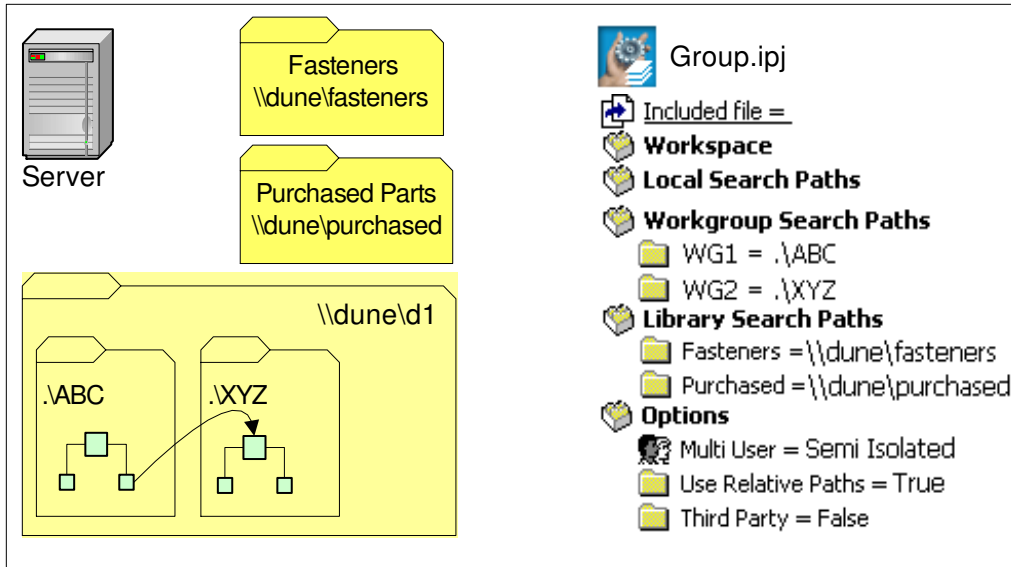 Server
Fasteners
\\dune\fasteners
Purchased Parts
\\dune\purchased
\\dune\d1
.\ABC
.\XYZ
Group.ipj
Included file =
Workspace
Local Search Paths
Workgroup Search Paths
WG1 = .\ABC
WG2 = .\XYZ
Library Search Paths
Fasteners =\\dune\fasteners
Purchased =\\dune\purchased
Options
Multi User = Semi Isolated
Use Relative Paths = True
Third Party = False